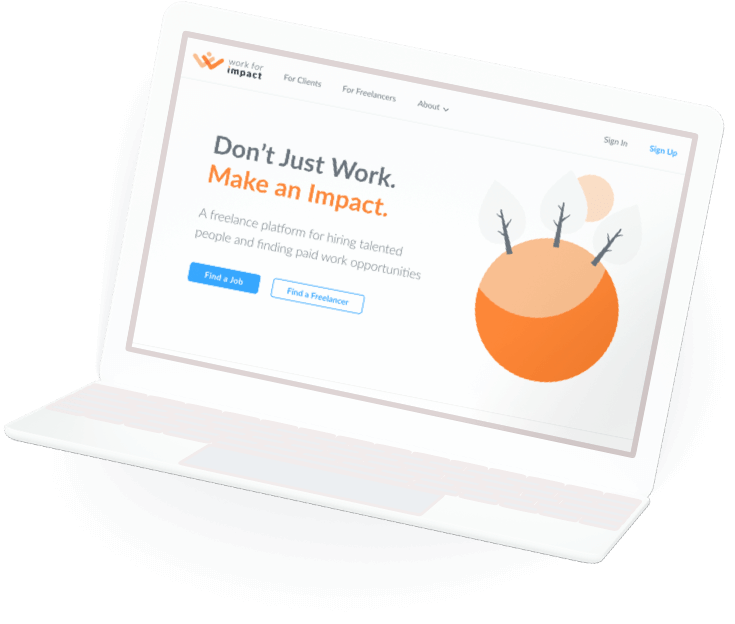 work for
impact
For Clients
For Freelancers
About
Sign In
Sign Up
Don't Just Work.
Make an Impact.
A freelance platform for hiring talented
people and finding paid work opportunities
Find a Job
Find a Freelancer